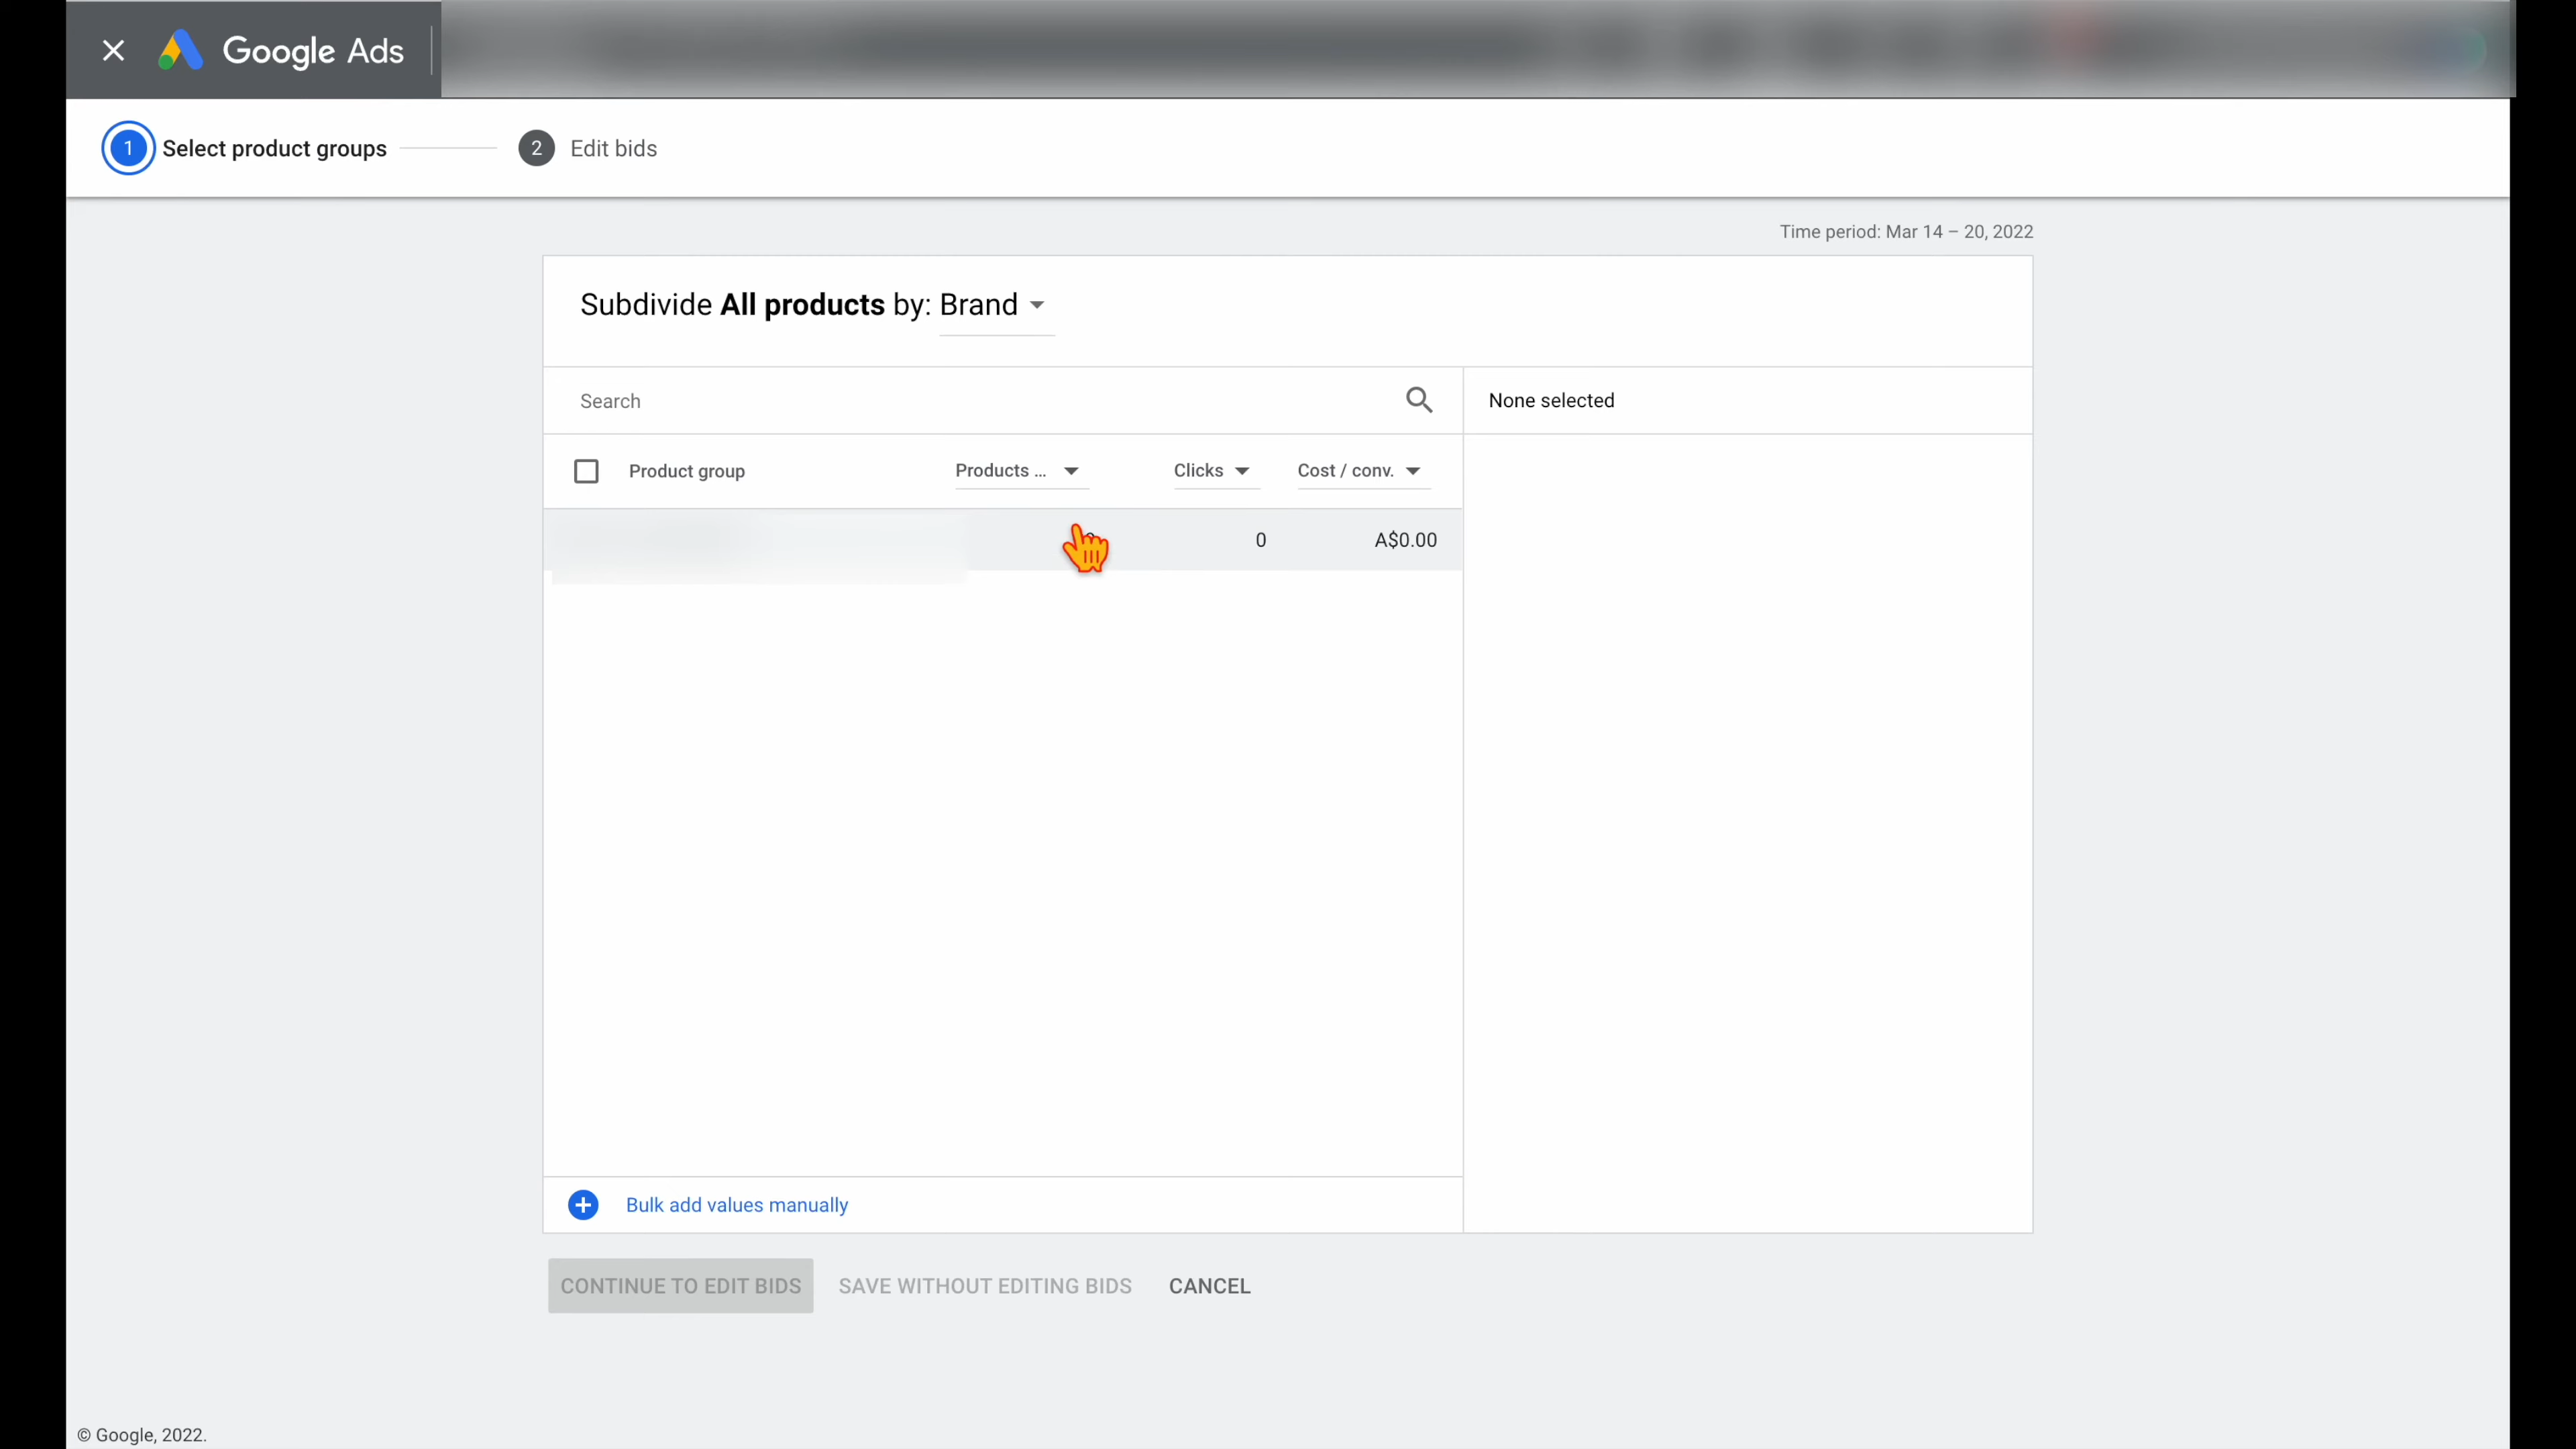 Google Ads
1 Select product groups
2 Edit bids
Time period: Mar 14 – 20, 2022
Subdivide All products by: Brand
Search
None selected
Product group Products ... Clicks Cost / conv.
0 A$0.00
Bulk add values manually
CONTINUE TO EDIT BIDS SAVE WITHOUT EDITING BIDS CANCEL
© Google, 2022.